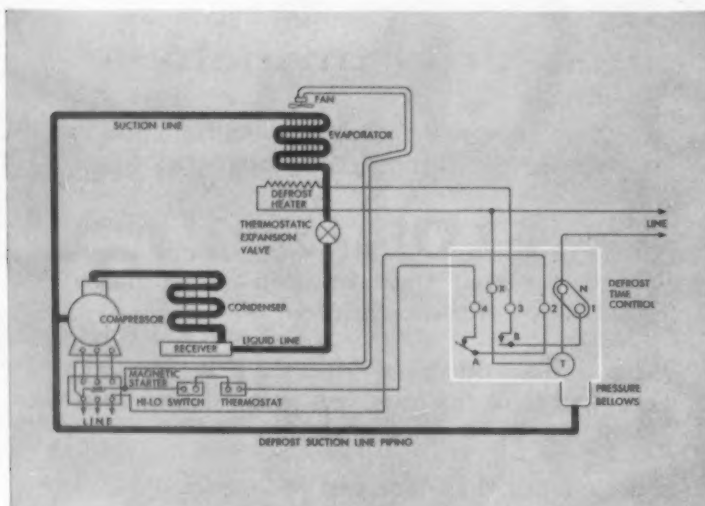 FAN
SUCTION LINE
EVAPORATOR
DEFROST
HEATER
LINE
THERMOSTATIC
EXPANSION
VALVE
X
N
DEFROST
TIME
CONTROL
4
3
2
1
CONDENSER
COMPRESSOR
B
RECEIVER
LIQUID LINE
A
T
MAGNETIC
STARTER
HI-LO SWITCH
THERMOSTAT
PRESSURE
BELLOWS
LINE
DEFROST SUCTION LINE PIPING